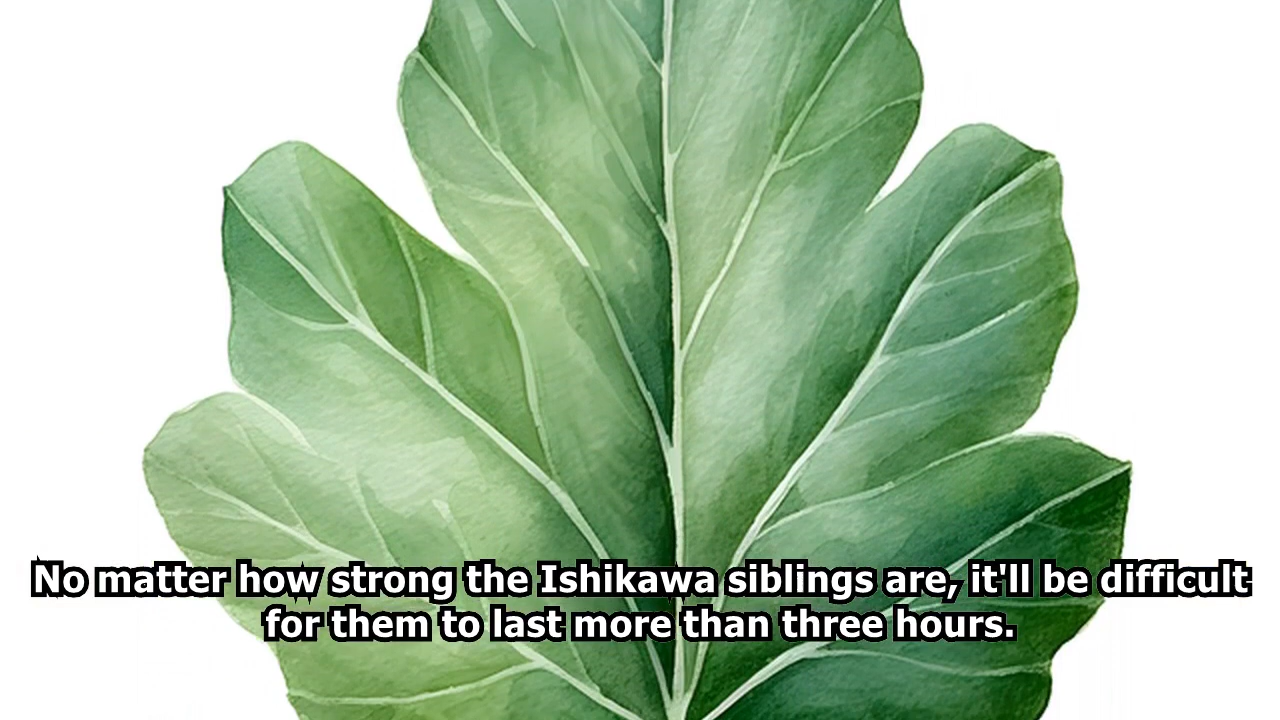 No matter how strong the Ishikawa siblings are, it'll be difficult
for them to last more than three hours.